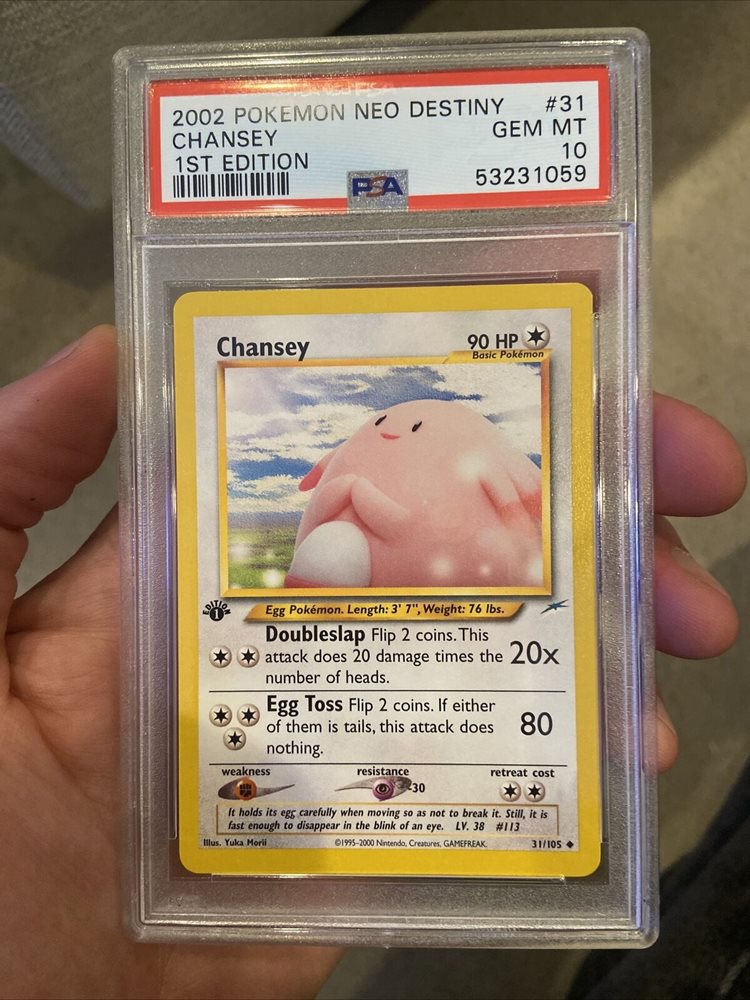 2002 POKEMON NEO DESTINY #31
CHANSEY GEM MT
1ST EDITION 10
PSA 53231059
Chansey 90 HP
Basic Pokémon
EDITION 1
Egg Pokémon. Length: 3' 7", Weight: 76 lbs.
Doubleslap Flip 2 coins. This
attack does 20 damage times the 20x
number of heads.
Egg Toss Flip 2 coins. If either
of them is tails, this attack does 80
nothing.
weakness resistance retreat cost
-30
It holds its egg carefully when moving so as not to break it. Still, it is
fast enough to disappear in the blink of an eye. LV. 38 #113
Illus. Yuka Morii ©1995-2000 Nintendo, Creatures, GAMEFREAK. 31/105